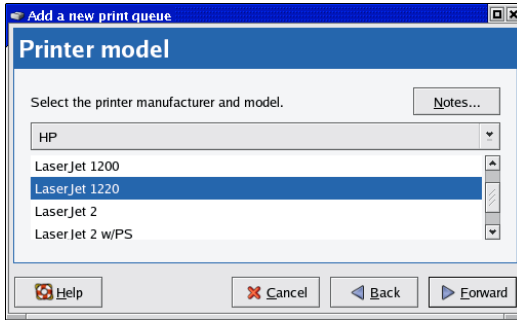 Add a new print queue
Printer model
Select the printer manufacturer and model.
Notes...
HP
LaserJet 1200
LaserJet 1220
LaserJet 2
LaserJet 2 w/PS
Help
Cancel
Back
Forward